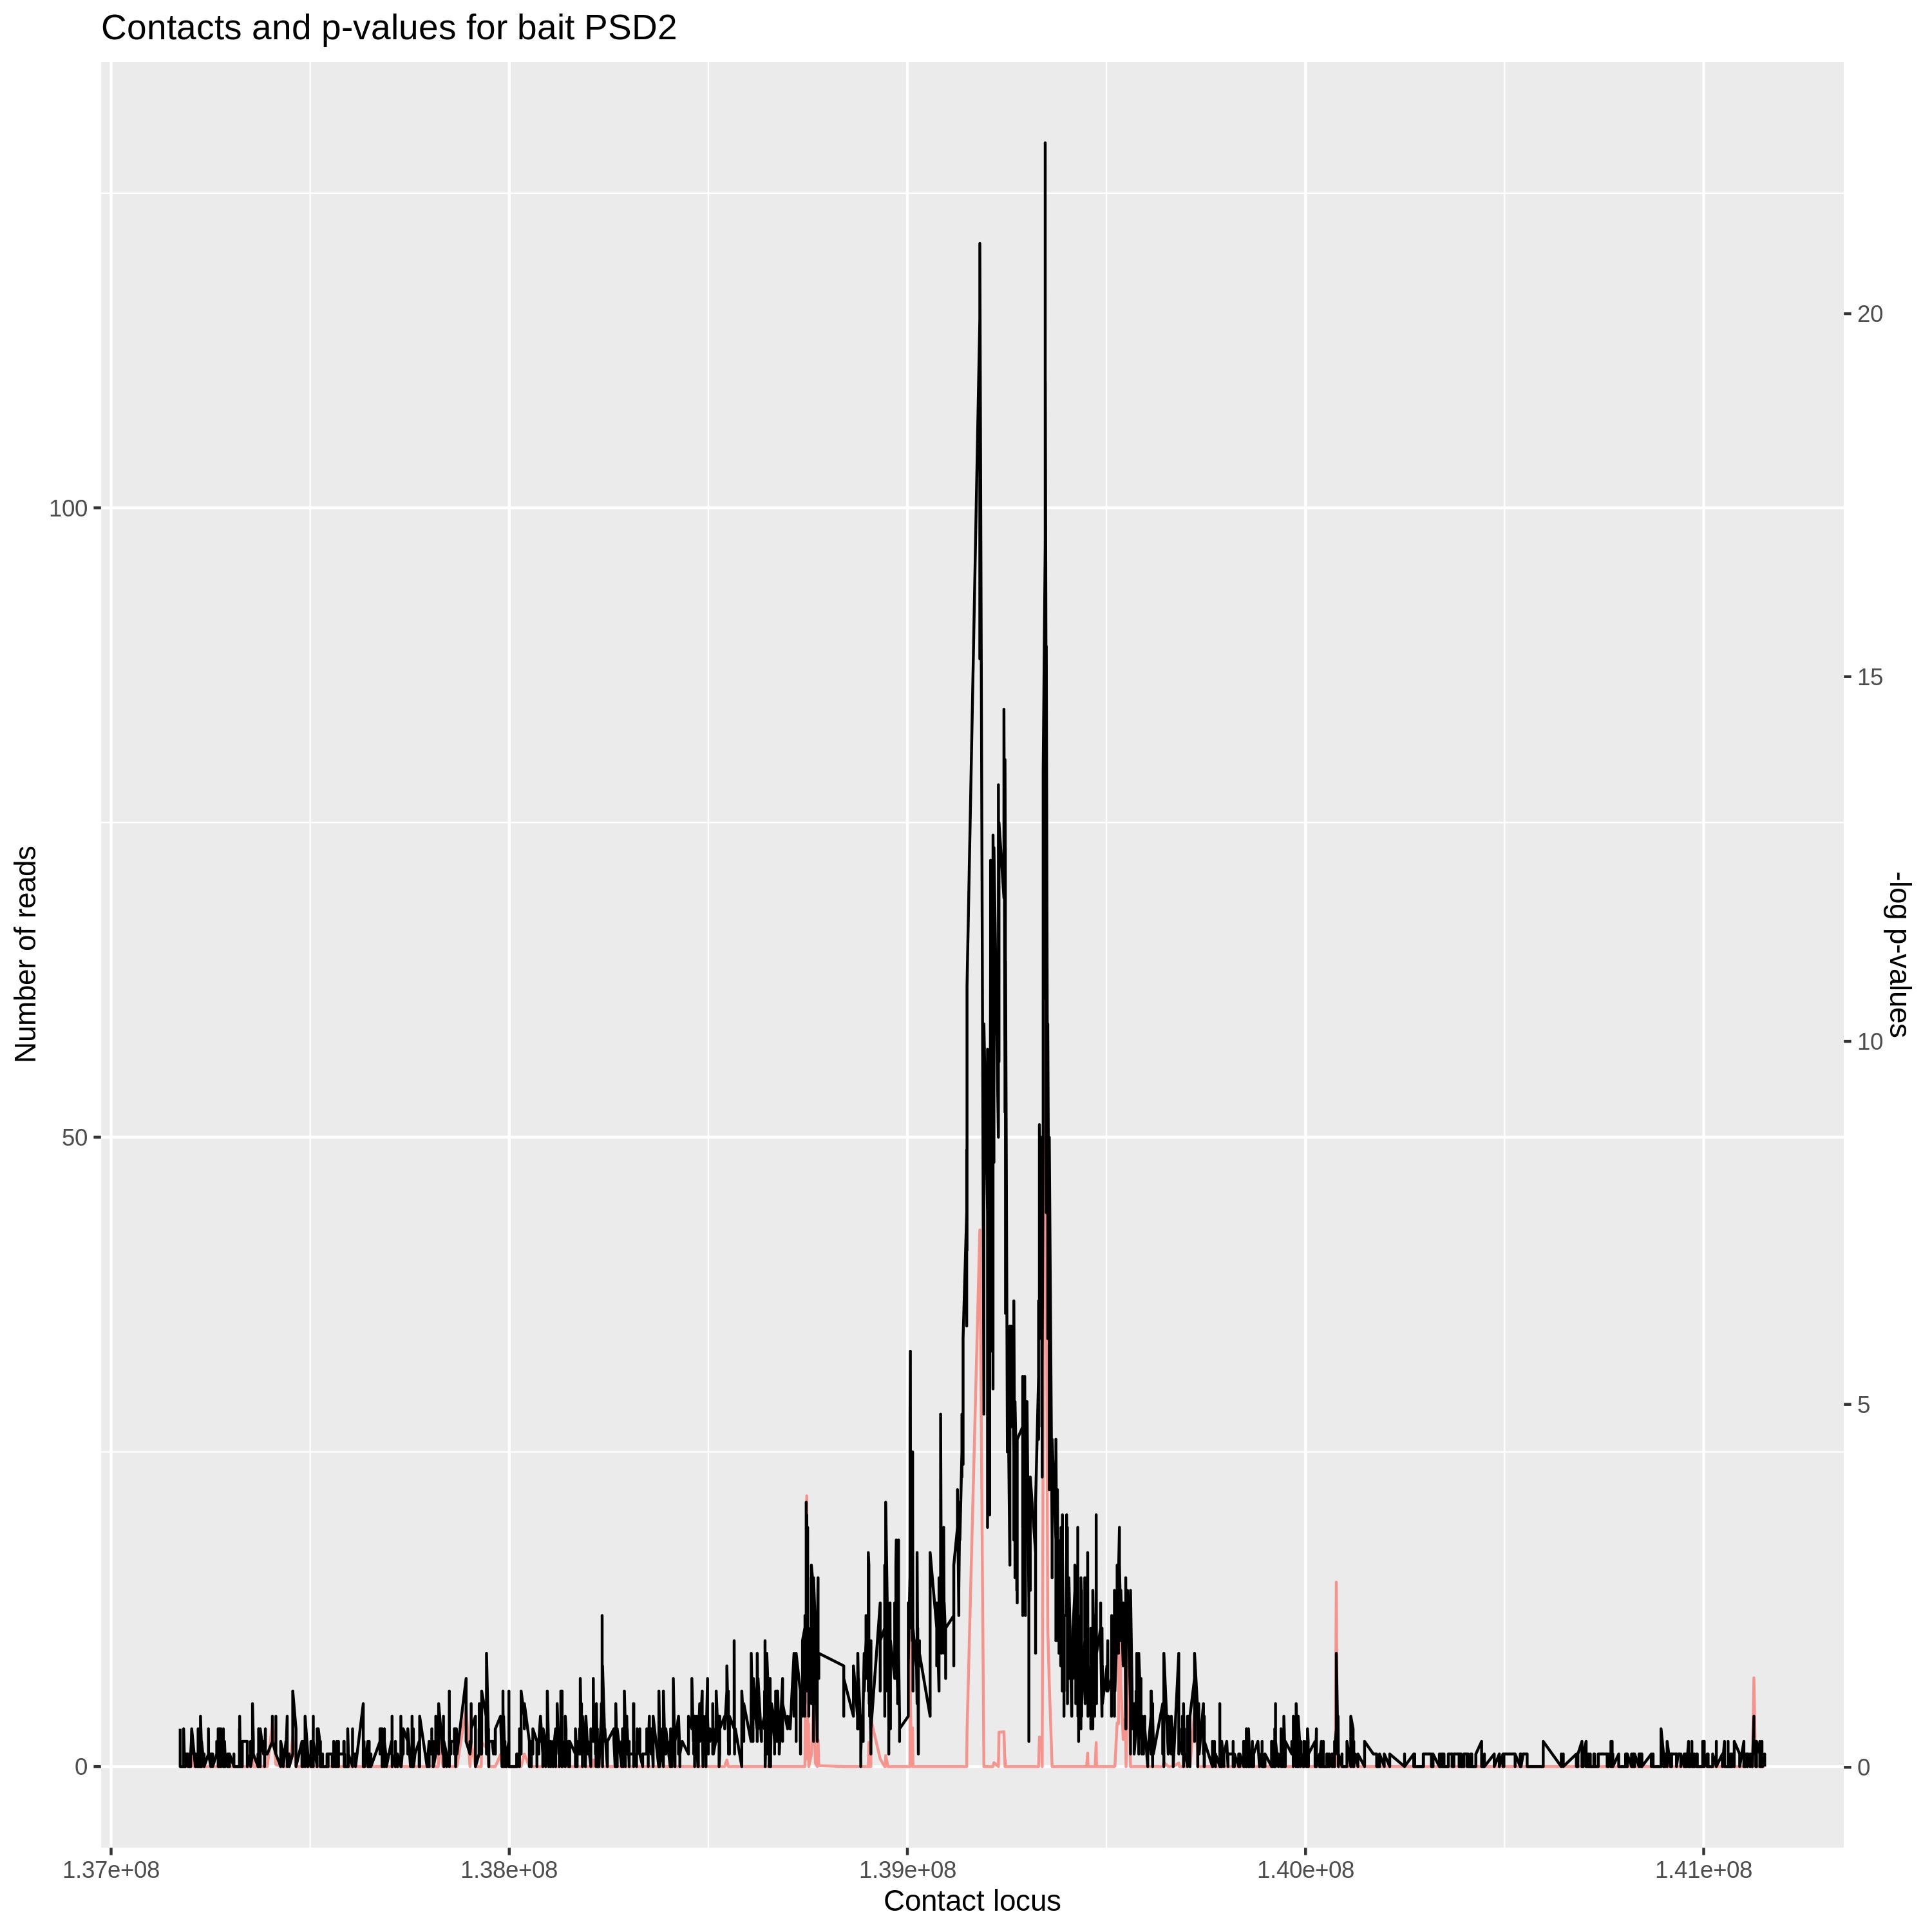 Contacts and p-values for bait PSD2
Number of reads
100
50
0
20
15
10
5
0
-log p-values
1.37e+08
1.38e+08
1.39e+08
1.40e+08
1.41e+08
Contact locus